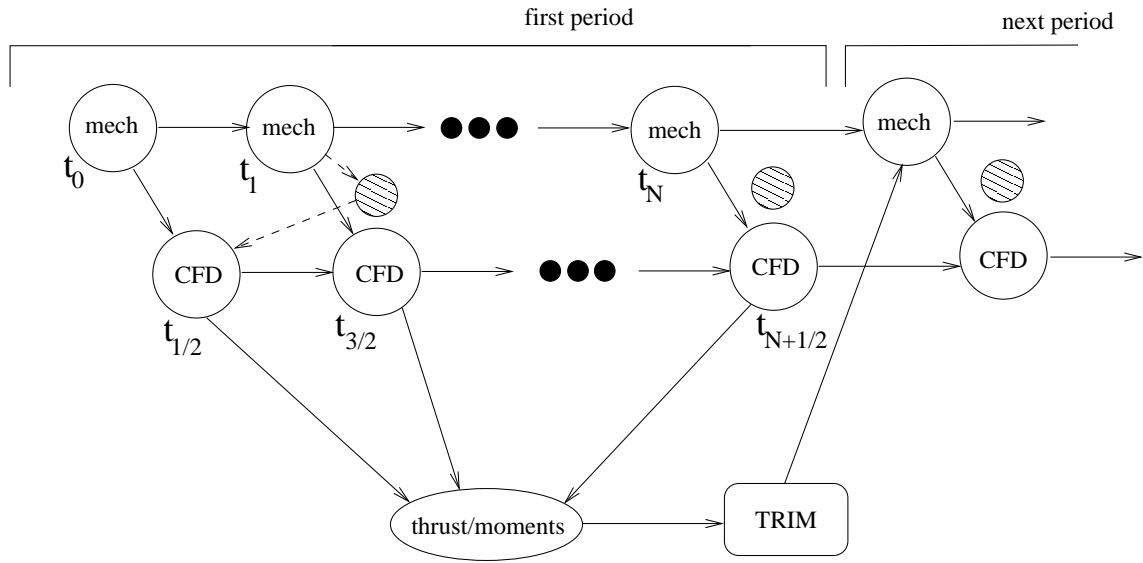 first period
next period
mech
mech
mech
mech
t0
t1
tN
CFD
CFD
CFD
CFD
t1/2
t3/2
tN+1/2
thrust/moments
TRIM